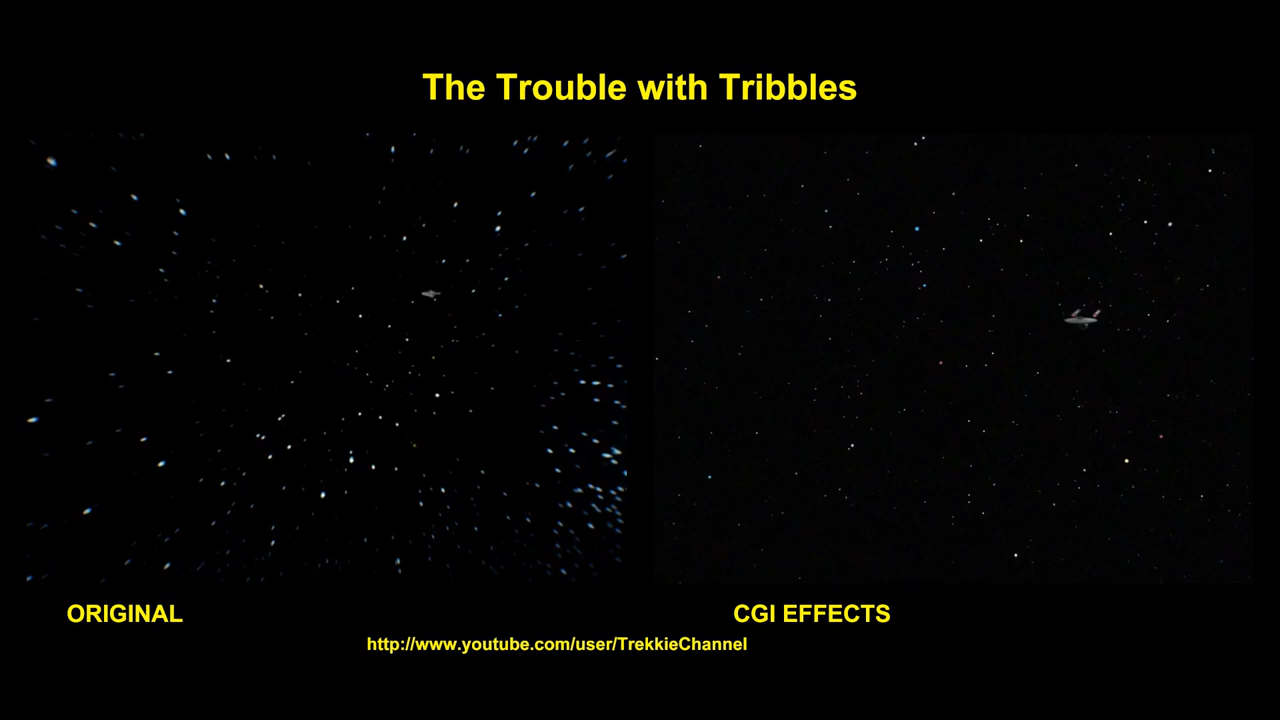 The Trouble with Tribbles
ORIGINAL
CGI EFFECTS
http://www.youtube.com/user/TrekkieChannel